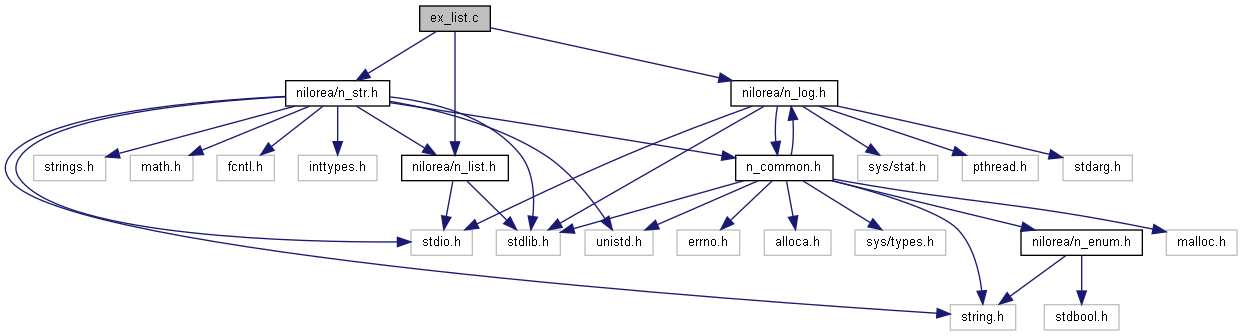 ex_list.c
nilorea/n_str.h
nilorea/n_log.h
strings.h
math.h
fcntl.h
inttypes.h
nilorea/n_list.h
n_common.h
sys/stat.h
pthread.h
stdarg.h
stdio.h
stdlib.h
unistd.h
errno.h
alloca.h
sys/types.h
nilorea/n_enum.h
malloc.h
string.h
stdbool.h